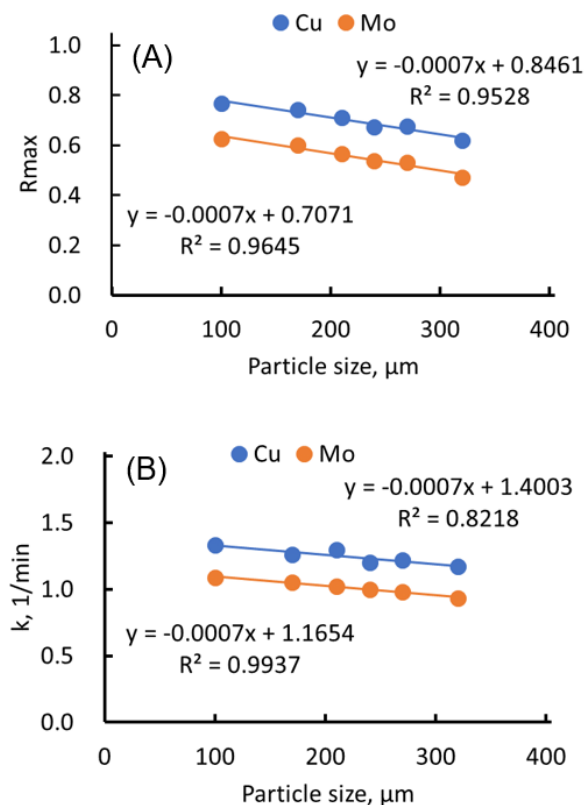 Cu Mo
(A)
1.0
0.8
0.6
0.4
0.2
0.0
Rmax
y = -0.0007x + 0.8461
R² = 0.9528
y = -0.0007x + 0.7071
R² = 0.9645
0 100 200 300 400
Particle size, μm
(B)
Cu Mo
2.0
1.5
1.0
0.5
0.0
k, 1/min
y = -0.0007x + 1.4003
R² = 0.8218
y = -0.0007x + 1.1654
R² = 0.9937
0 100 200 300 400
Particle size, μm